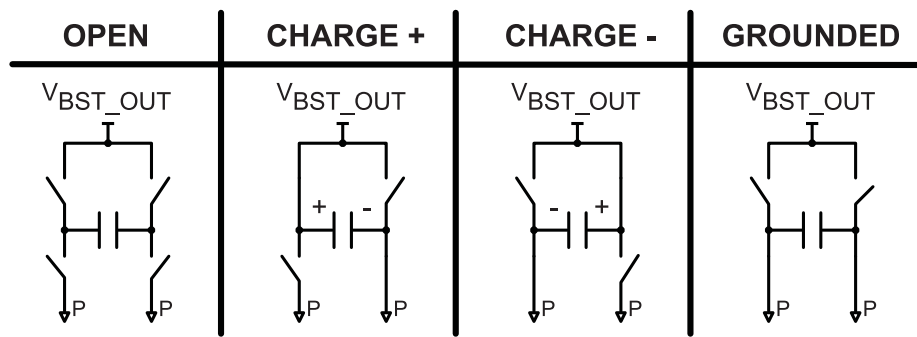 OPEN CHARGE + CHARGE - GROUNDED
VBST_OUT VBST_OUT VBST_OUT VBST_OUT
+ - - +
P P P P P P P P